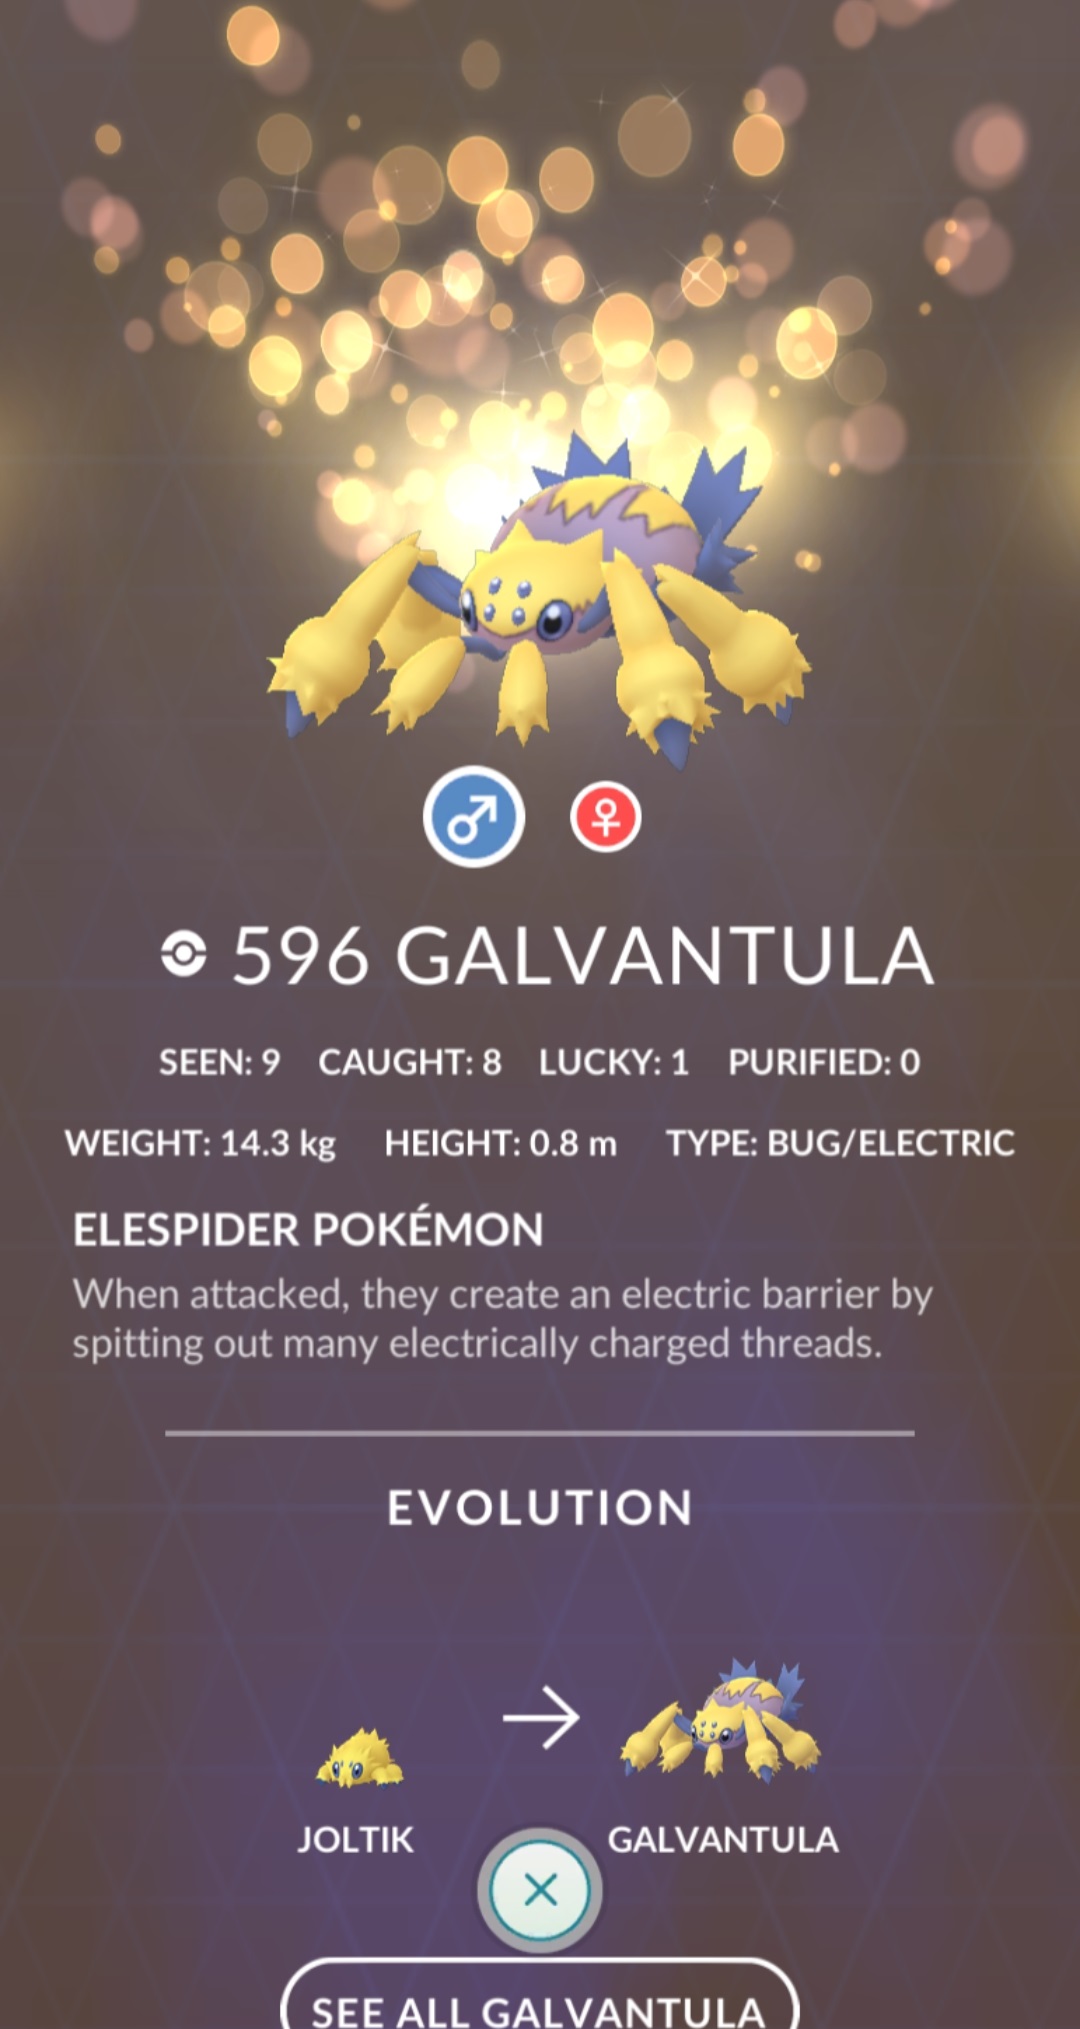 596 GALVANTULA
SEEN: 9 CAUGHT: 8 LUCKY: 1 PURIFIED: 0
WEIGHT: 14.3 kg HEIGHT: 0.8 m TYPE: BUG/ELECTRIC
ELESPIDER POKÉMON
When attacked, they create an electric barrier by
spitting out many electrically charged threads.
EVOLUTION
JOLTIK GALVANTULA
SEE ALL GALVANTULA